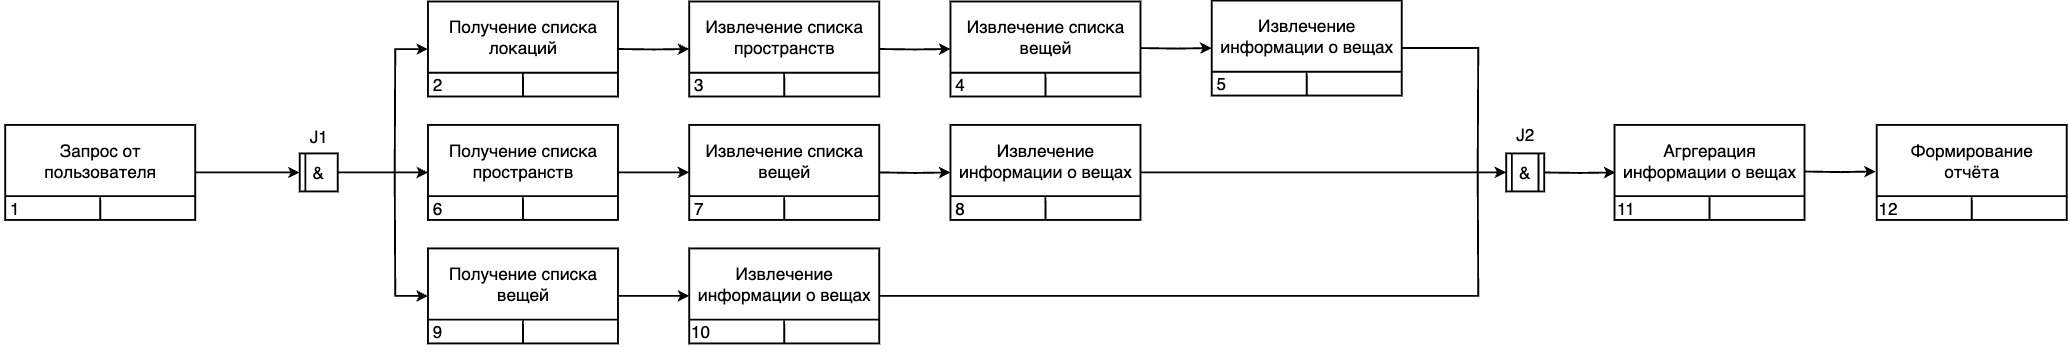 Запрос от
пользователя
1
J1
&
Получение списка
локаций
2
Извлечение списка
пространств
3
Извлечение списка
вещей
4
Извлечение
информации о вещах
5
Получение списка
пространств
6
Извлечение списка
вещей
7
Извлечение
информации о вещах
8
Получение списка
вещей
9
Извлечение
информации о вещах
10
J2
&
Агргерация
информации о вещах
11
Формирование
отчёта
12